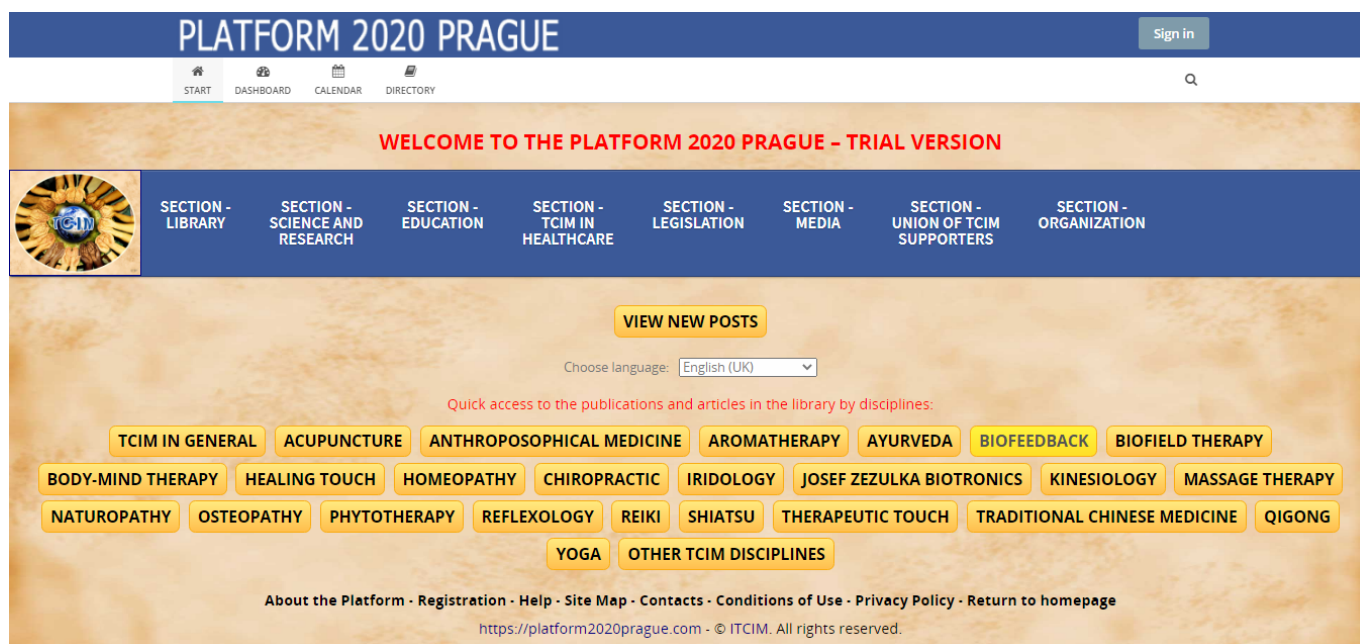 PLATFORM 2020 PRAGUE
Sign in
START DASHBOARD CALENDAR DIRECTORY
WELCOME TO THE PLATFORM 2020 PRAGUE – TRIAL VERSION
TCIM
SECTION - LIBRARY
SECTION - SCIENCE AND RESEARCH
SECTION - EDUCATION
SECTION - TCIM IN HEALTHCARE
SECTION - LEGISLATION
SECTION - MEDIA
SECTION - UNION OF TCIM SUPPORTERS
SECTION - ORGANIZATION
VIEW NEW POSTS
Choose language: English (UK)
Quick access to the publications and articles in the library by disciplines:
TCIM IN GENERAL ACUPUNCTURE ANTHROPOSOPHICAL MEDICINE AROMATHERAPY AYURVEDA BIOFEEDBACK BIOFIELD THERAPY
BODY-MIND THERAPY HEALING TOUCH HOMEOPATHY CHIROPRACTIC IRIDOLOGY JOSEF ZEZULKA BIOTRONICS KINESIOLOGY MASSAGE THERAPY
NATUROPATHY OSTEOPATHY PHYTOTHERAPY REFLEXOLOGY REIKI SHIATSU THERAPEUTIC TOUCH TRADITIONAL CHINESE MEDICINE QIGONG
YOGA OTHER TCIM DISCIPLINES
About the Platform - Registration - Help - Site Map - Contacts - Conditions of Use - Privacy Policy - Return to homepage
https://platform2020prague.com - © ITCIM. All rights reserved.